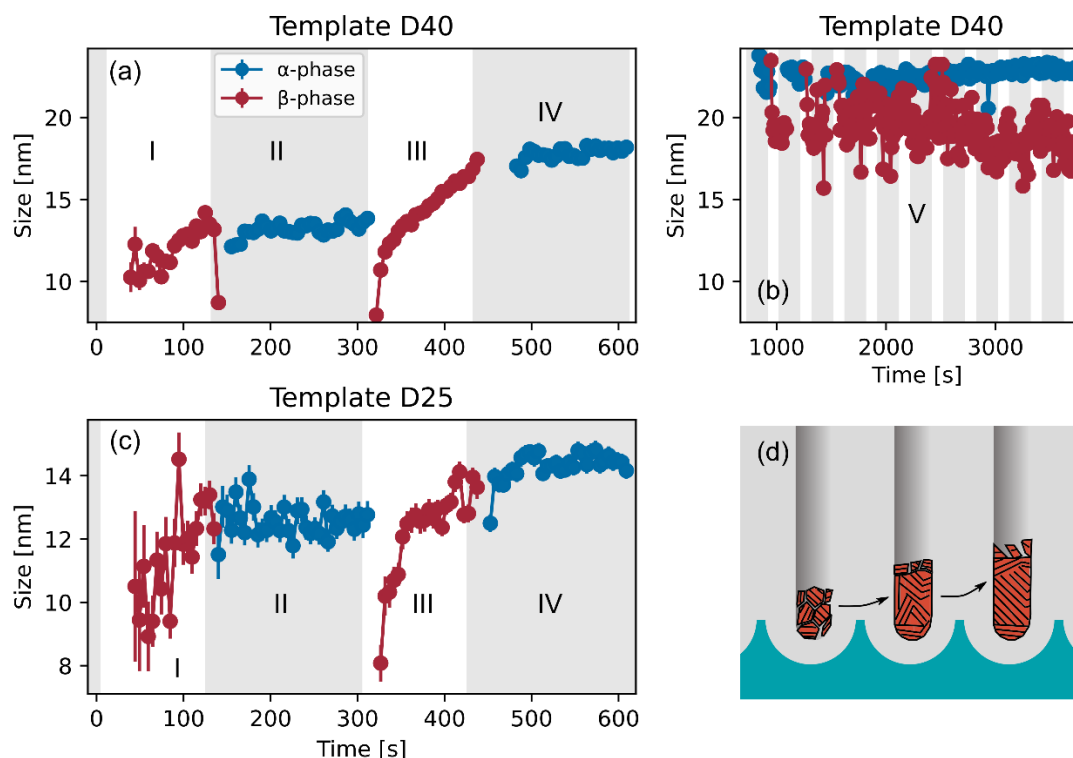 Template D40
(a)
α-phase
β-phase
I
II
III
IV
Size [nm]
20
15
10
0
100
200
300
400
500
600
Template D40
Size [nm]
20
15
10
V
(b)
1000
2000
3000
Time [s]
Template D25
(c)
Size [nm]
14
12
10
8
I
II
III
IV
0
100
200
300
400
500
600
Time [s]
(d)